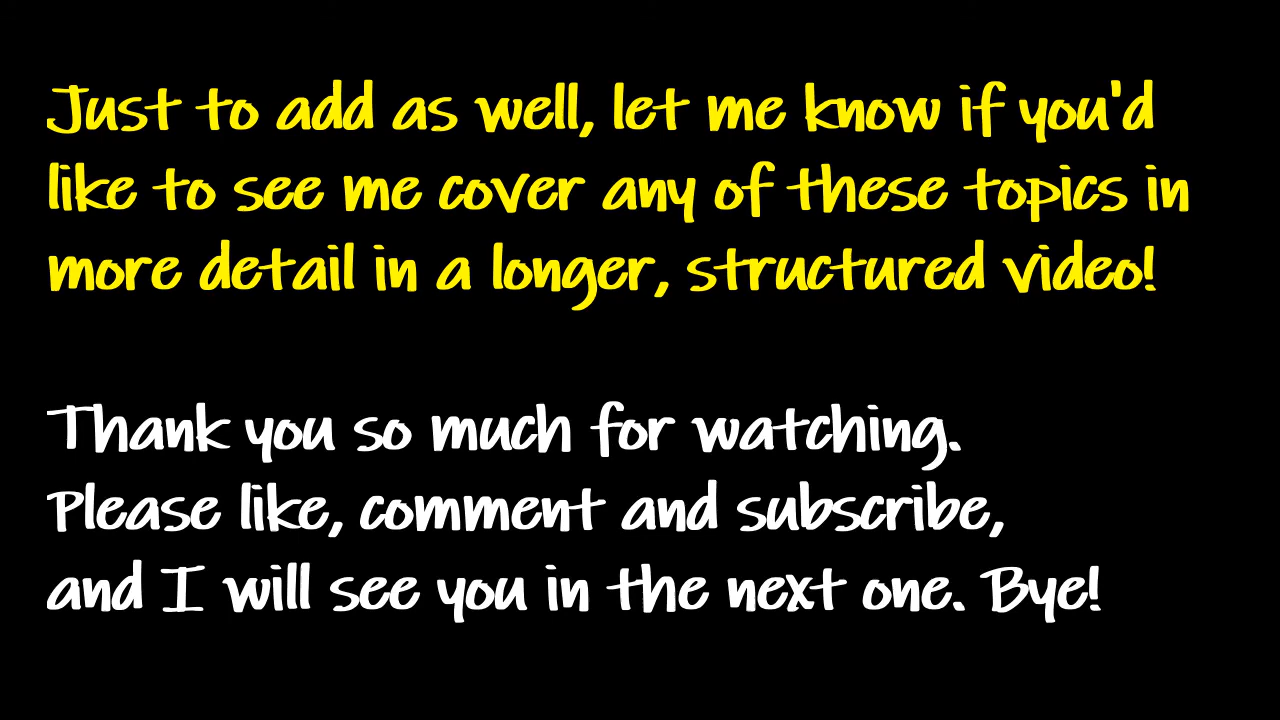 Just to add as well, let me know if you'd
like to see me cover any of these topics in
more detail in a longer, structured video!
Thank you so much for watching.
Please like, comment and subscribe,
and I will see you in the next one. Bye!